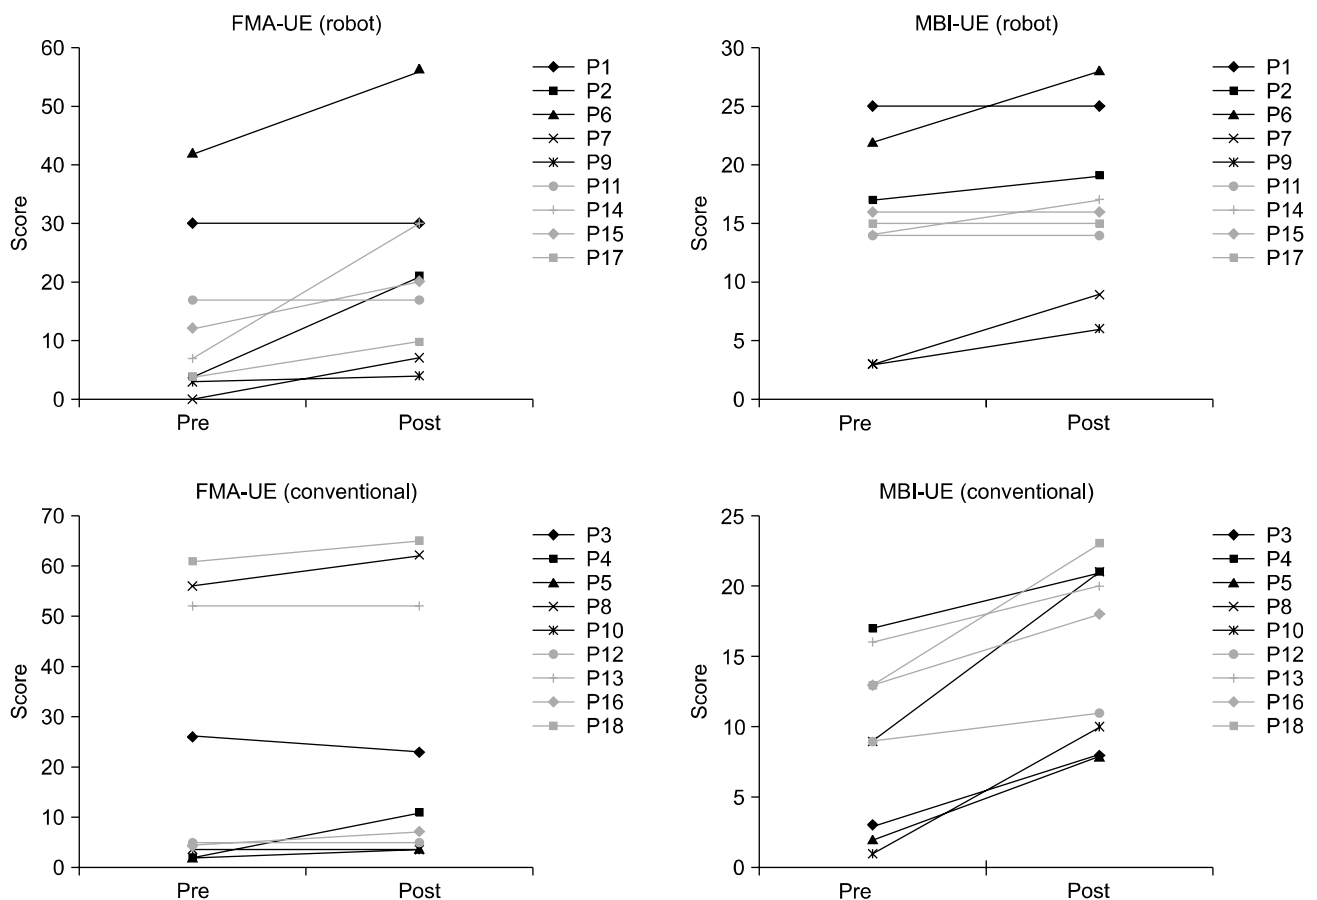 FMA-UE (robot)
60
50
40
30
20
10
0
Score
Pre
Post
P1
P2
P6
P7
P9
P11
P14
P15
P17
MBI-UE (robot)
30
25
20
15
10
5
0
Score
Pre
Post
P1
P2
P6
P7
P9
P11
P14
P15
P17
FMA-UE (conventional)
70
60
50
40
30
20
10
0
Score
Pre
Post
P3
P4
P5
P8
P10
P12
P13
P16
P18
MBI-UE (conventional)
25
20
15
10
5
0
Score
Pre
Post
P3
P4
P5
P8
P10
P12
P13
P16
P18